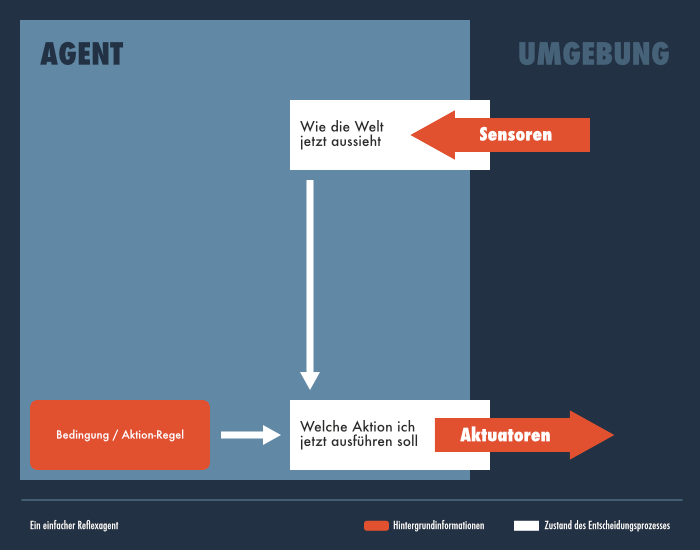 AGENT
UMGEBUNG
Wie die Welt
jetzt aussieht
Sensoren
Bedingung / Aktion-Regel
Welche Aktion ich
jetzt ausführen soll
Aktuatoren
Ein einfacher Reflexagent
Hintergrundinformationen
Zustand des Entscheidungsprozesses